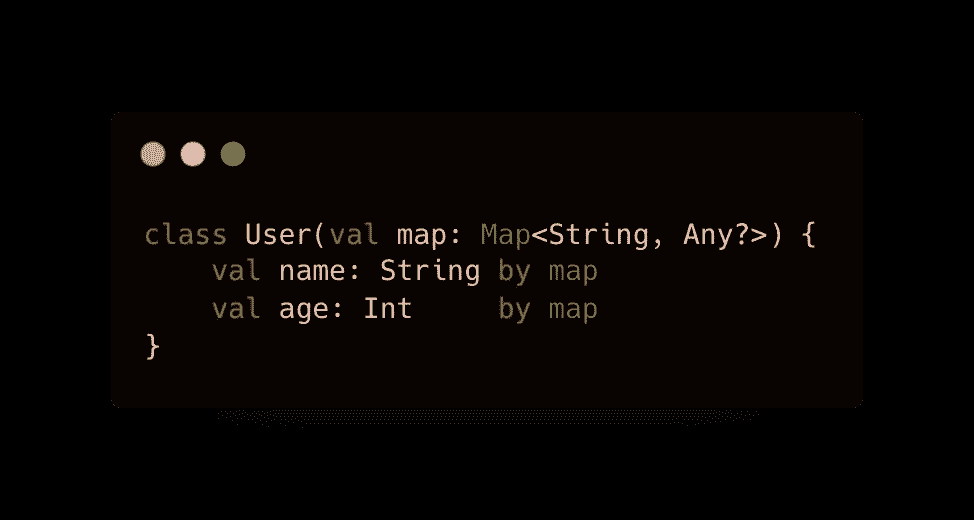 class User(val map: Map<String, Any?>) {
    val name: String by map
    val age: Int     by map
}